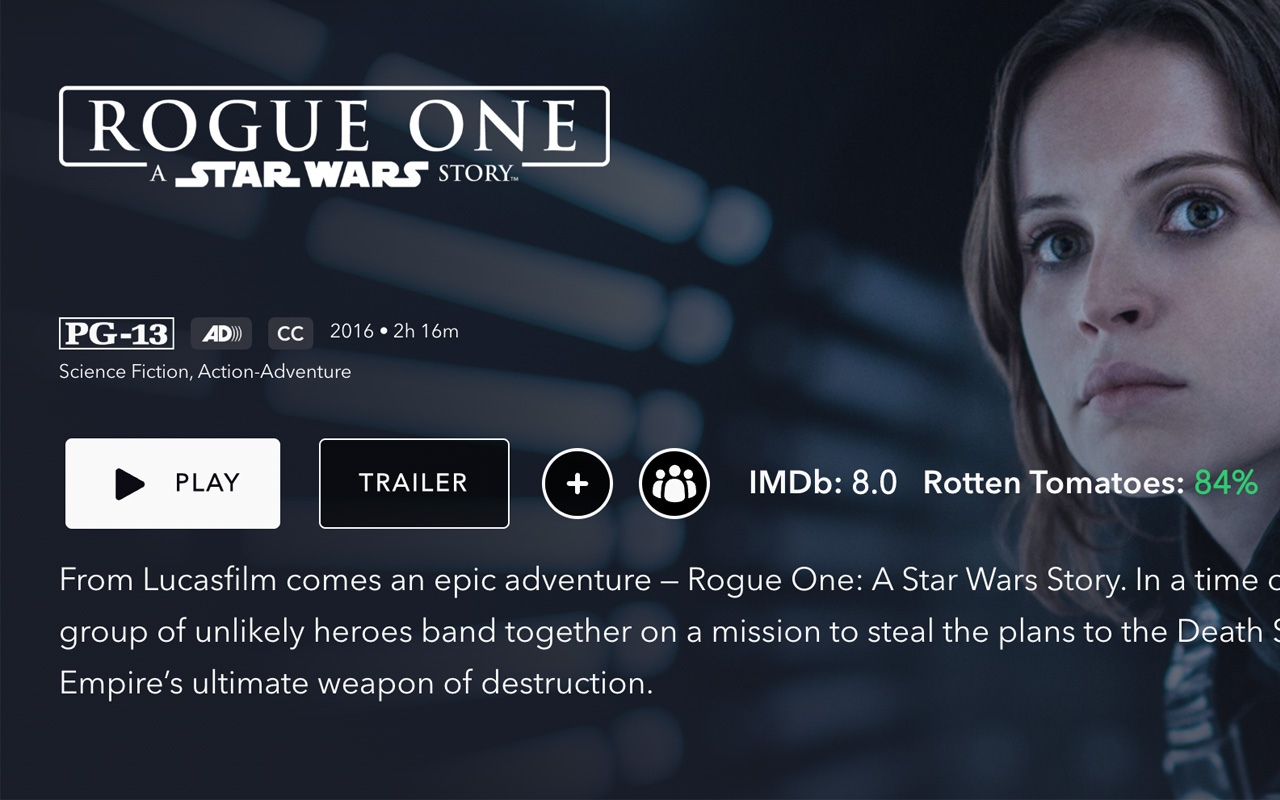 ROGUE ONE
A STAR WARS STORY™
PG-13 AD CC 2016 • 2h 16m
Science Fiction, Action-Adventure
PLAY TRAILER + IMDb: 8.0 Rotten Tomatoes: 84%
From Lucasfilm comes an epic adventure – Rogue One: A Star Wars Story. In a time
group of unlikely heroes band together on a mission to steal the plans to the Death
Empire’s ultimate weapon of destruction.